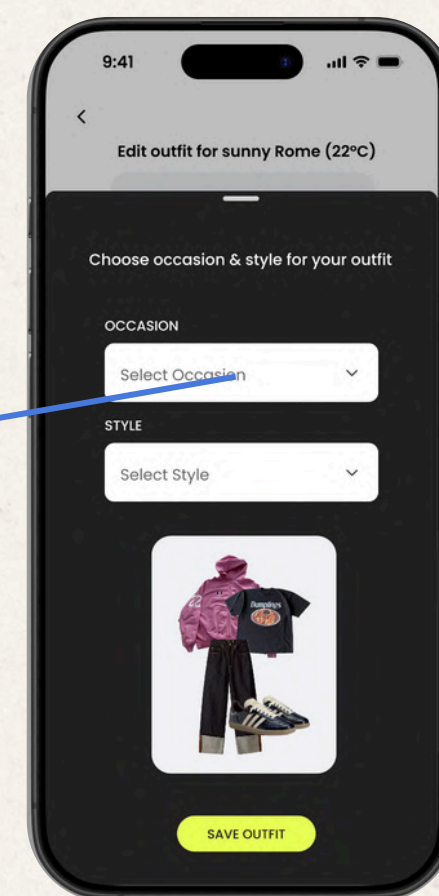 9:41
Edit outfit for sunny Rome (22°C)
Choose occasion & style for your outfit
OCCASION
Select Occasion
STYLE
Select Style
22
Dumplings
SAVE OUTFIT